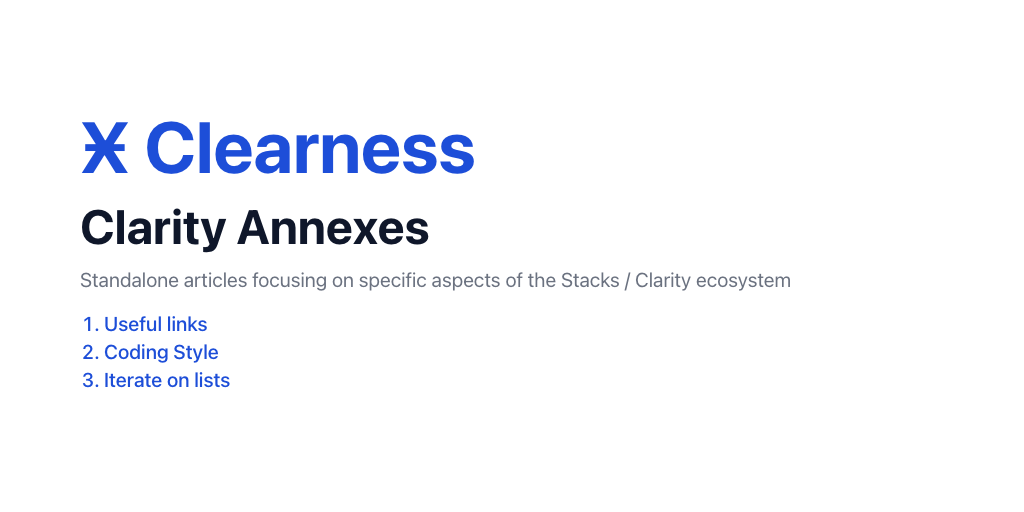 Ӿ Clearness
Clarity Annexes
Standalone articles focusing on specific aspects of the Stacks / Clarity ecosystem
1. Useful links
2. Coding Style
3. Iterate on lists